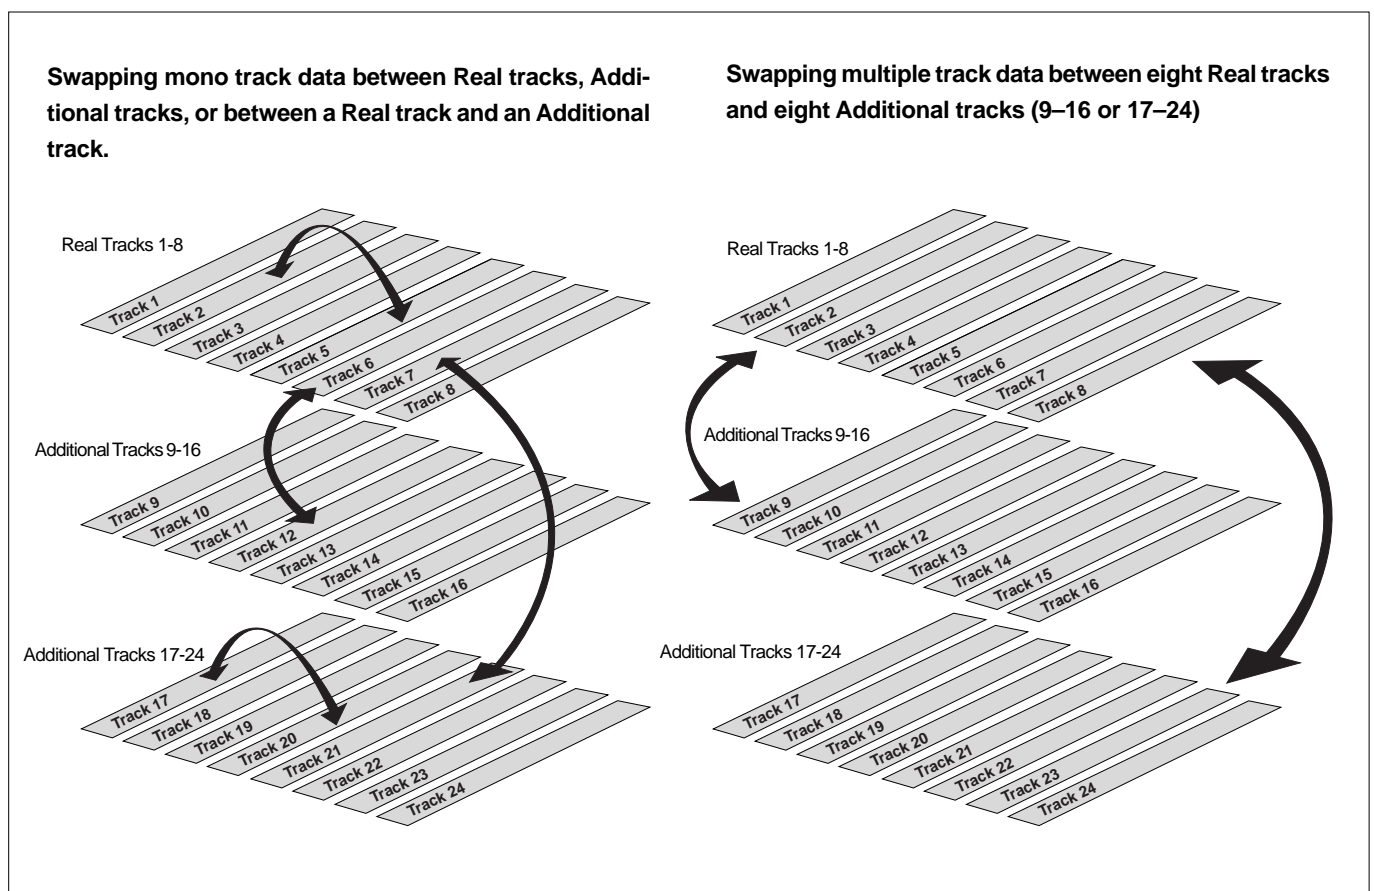 Swapping mono track data between Real tracks, Addi-
tional tracks, or between a Real track and an Additional
track.
Real Tracks 1-8
Track 1
Track 2
Track 3
Track 4
Track 5
Track 6
Track 7
Track 8
Additional Tracks 9-16
Track 9
Track 10
Track 11
Track 12
Track 13
Track 14
Track 15
Track 16
Additional Tracks 17-24
Track 17
Track 18
Track 19
Track 20
Track 21
Track 22
Track 23
Track 24
Swapping multiple track data between eight Real tracks
and eight Additional tracks (9–16 or 17–24)
Real Tracks 1-8
Track 1
Track 2
Track 3
Track 4
Track 5
Track 6
Track 7
Track 8
Additional Tracks 9-16
Track 9
Track 10
Track 11
Track 12
Track 13
Track 14
Track 15
Track 16
Additional Tracks 17-24
Track 17
Track 18
Track 19
Track 20
Track 21
Track 22
Track 23
Track 24